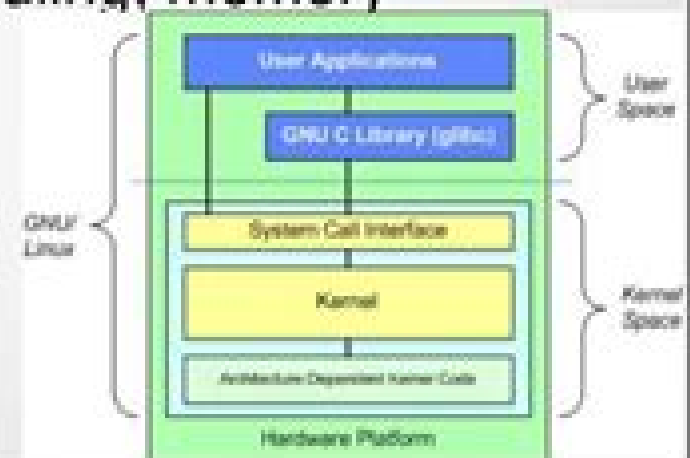 User Applications
GNU C Library (glibc)
User
Space
GNU/
Linux
System Call Interface
Kernel
Kernel
Space
Architecture Dependent Kernel Code
Hardware Platform